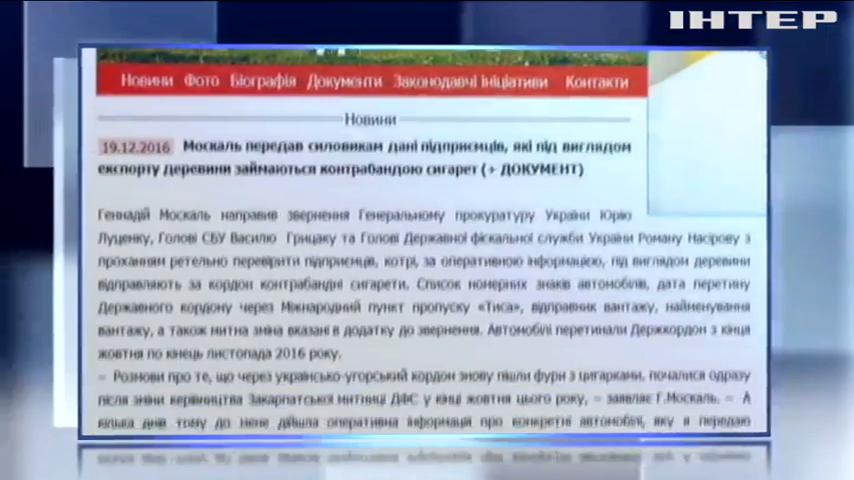 ІНТЕР
Новини Фото Біографія Документи Законодавчі ініціативи Контакти
Новини
19.12.2016 Москаль передав силовикам дані підприємців, які під виглядом
експорту деревини займаються контрабандою сигарет (+ ДОКУМЕНТ)
Геннадій Москаль направив звернення Генеральному прокуратуру України Юрію
Луценку, Голові СБУ Василю Грицаку та Голові Державної фіскальної служби України Роману Насірову з
проханням ретельно перевірити підприємців, котрі, за оперативною інформацією, під виглядом деревини
відправляють за кордон контрабандні сигарети. Список номерних знаків автомобілів, дата перетину
Державного кордону через Міжнародний пункт пропуску «Тиса», відправник вантажу, найменування
вантажу, а також митна зміна вказані в додатку до звернення. Автомобілі перетинали Держкордон з кінця
жовтня по кінець листопада 2016 року.
– Розмови про те, що через українсько-угорський кордон знову пішли фури з цигарками, почалися одразу
після зміни керівництва Закарпатської митниці ДФС у кінці жовтня цього року, – заявляє Г.Москаль. – А
кілька днів тому до мене дійшла оперативна інформація про конкретні автомобілі, яку я передаю